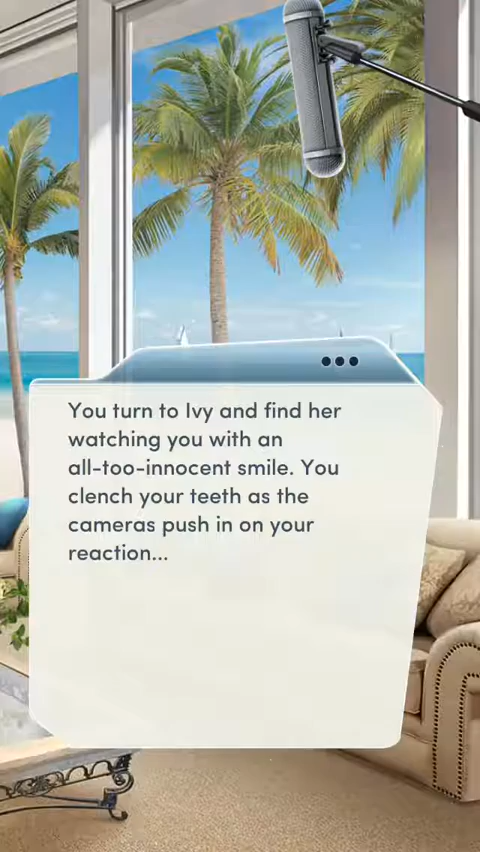 You turn to Ivy and find her
watching you with an
all-too-innocent smile. You
clench your teeth as the
cameras push in on your
reaction...